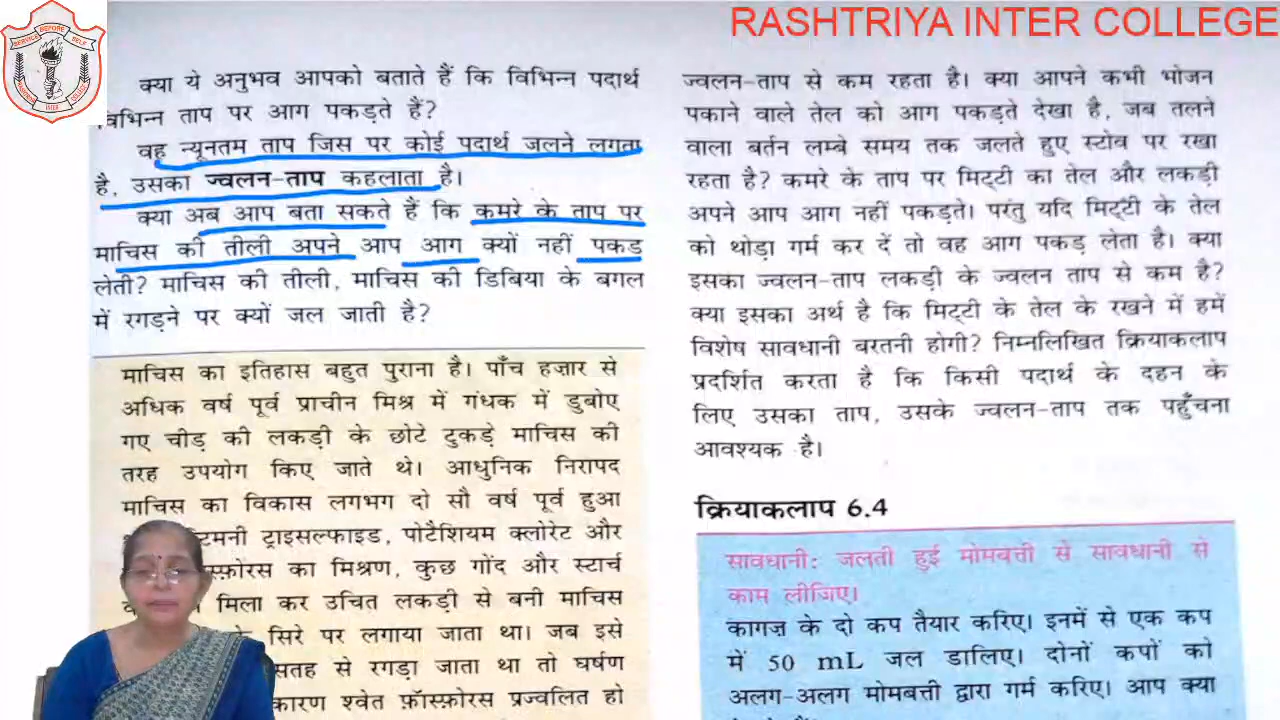 RASHTRIYA INTER COLLEGE
SERVICE BEFORE SELF
क्या ये अनुभव आपको बताते हैं कि विभिन्न पदार्थ
विभिन्न ताप पर आग पकड़ते हैं?
वह न्यूनतम ताप जिस पर कोई पदार्थ जलने लगता
है, उसका ज्वलन-ताप कहलाता है।
क्या अब आप बता सकते हैं कि कमरे के ताप पर
माचिस की तीली अपने आप आग क्यों नहीं पकड़
लेती? माचिस की तीली, माचिस की डिबिया के बगल
में रगड़ने पर क्यों जल जाती है?
माचिस का इतिहास बहुत पुराना है। पाँच हज़ार से
अधिक वर्ष पूर्व प्राचीन मिश्र में गंधक में डुबोए
गए चीड़ की लकड़ी के छोटे टुकड़े माचिस की
तरह उपयोग किए जाते थे। आधुनिक निरापद
माचिस का विकास लगभग दो सौ वर्ष पूर्व हुआ
टमनी ट्राइसल्फाइड, पोटैशियम क्लोरेट और
स्फ़ोरस का मिश्रण, कुछ गोंद और स्टार्च
मिला कर उचित लकड़ी से बनी माचिस
के सिरे पर लगाया जाता था। जब इसे
सतह से रगड़ा जाता था तो घर्षण
कारण श्वेत फ़ॉस्फ़ोरस प्रज्वलित हो
ज्वलन-ताप से कम रहता है। क्या आपने कभी भोजन
पकाने वाले तेल को आग पकड़ते देखा है, जब तलने
वाला बर्तन लम्बे समय तक जलते हुए स्टोव पर रखा
रहता है? कमरे के ताप पर मिट्टी का तेल और लकड़ी
अपने आप आग नहीं पकड़ते। परंतु यदि मिट्टी के तेल
को थोड़ा गर्म कर दें तो वह आग पकड़ लेता है। क्या
इसका ज्वलन-ताप लकड़ी के ज्वलन ताप से कम है?
क्या इसका अर्थ है कि मिट्टी के तेल के रखने में हमें
विशेष सावधानी बरतनी होगी? निम्नलिखित क्रियाकलाप
प्रदर्शित करता है कि किसी पदार्थ के दहन के
लिए उसका ताप, उसके ज्वलन-ताप तक पहुँचना
आवश्यक है।
क्रियाकलाप 6.4
सावधानी: जलती हुई मोमबत्ती से सावधानी से
काम लीजिए।
कागज़ के दो कप तैयार करिए। इनमें से एक कप
में 50 mL जल डालिए। दोनों कपों को
अलग-अलग मोमबत्ती द्वारा गर्म करिए। आप क्या